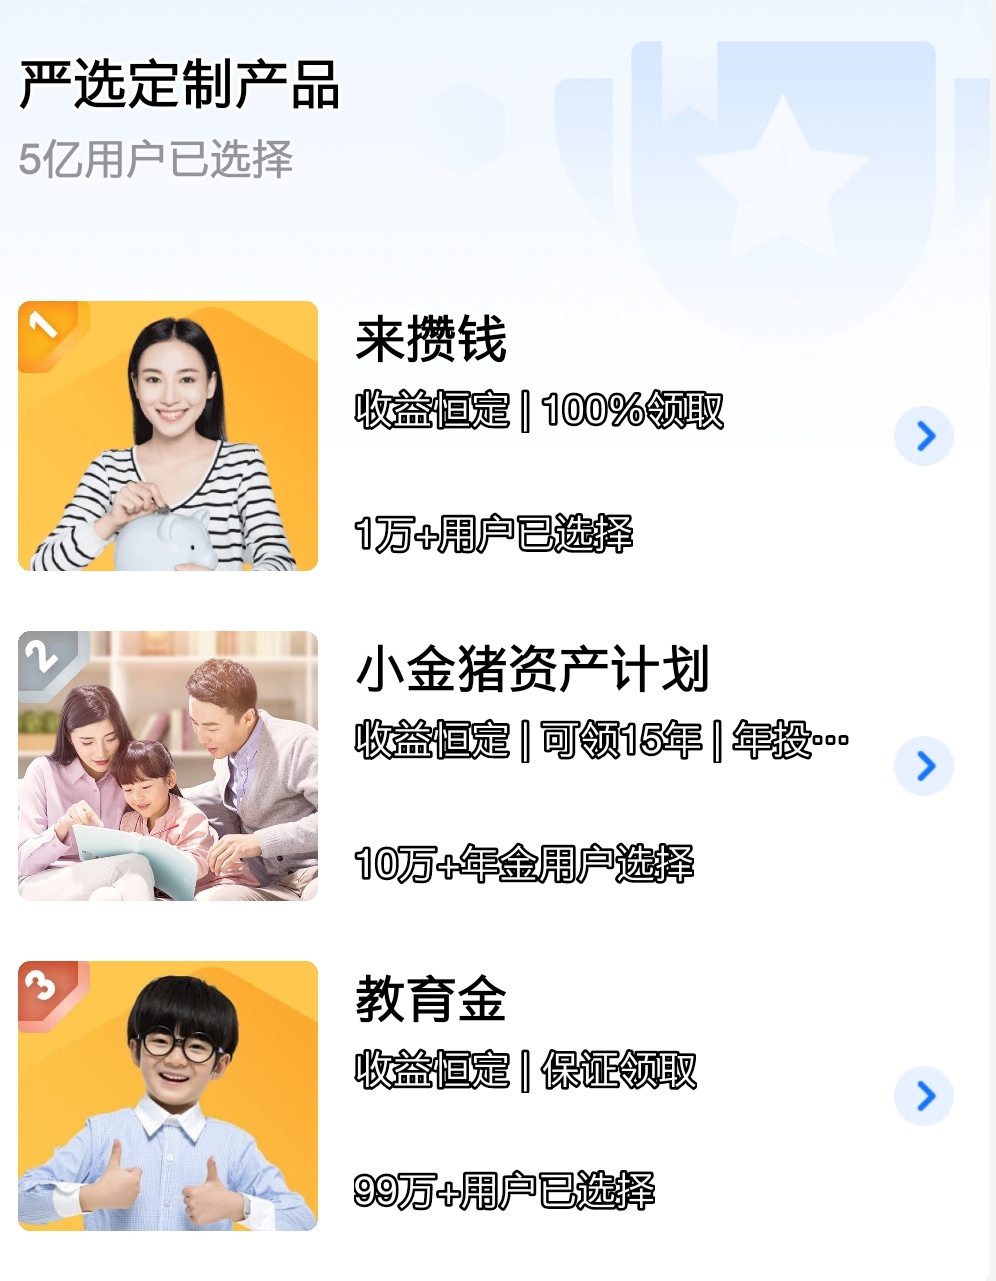 严选定制产品
5亿用户已选择
1
来攒钱
收益恒定 | 100%领取
1万+用户已选择
2
小金猪资产计划
收益恒定 | 可领15年 | 年投…
10万+年金用户选择
3
教育金
收益恒定 | 保证领取
99万+用户已选择